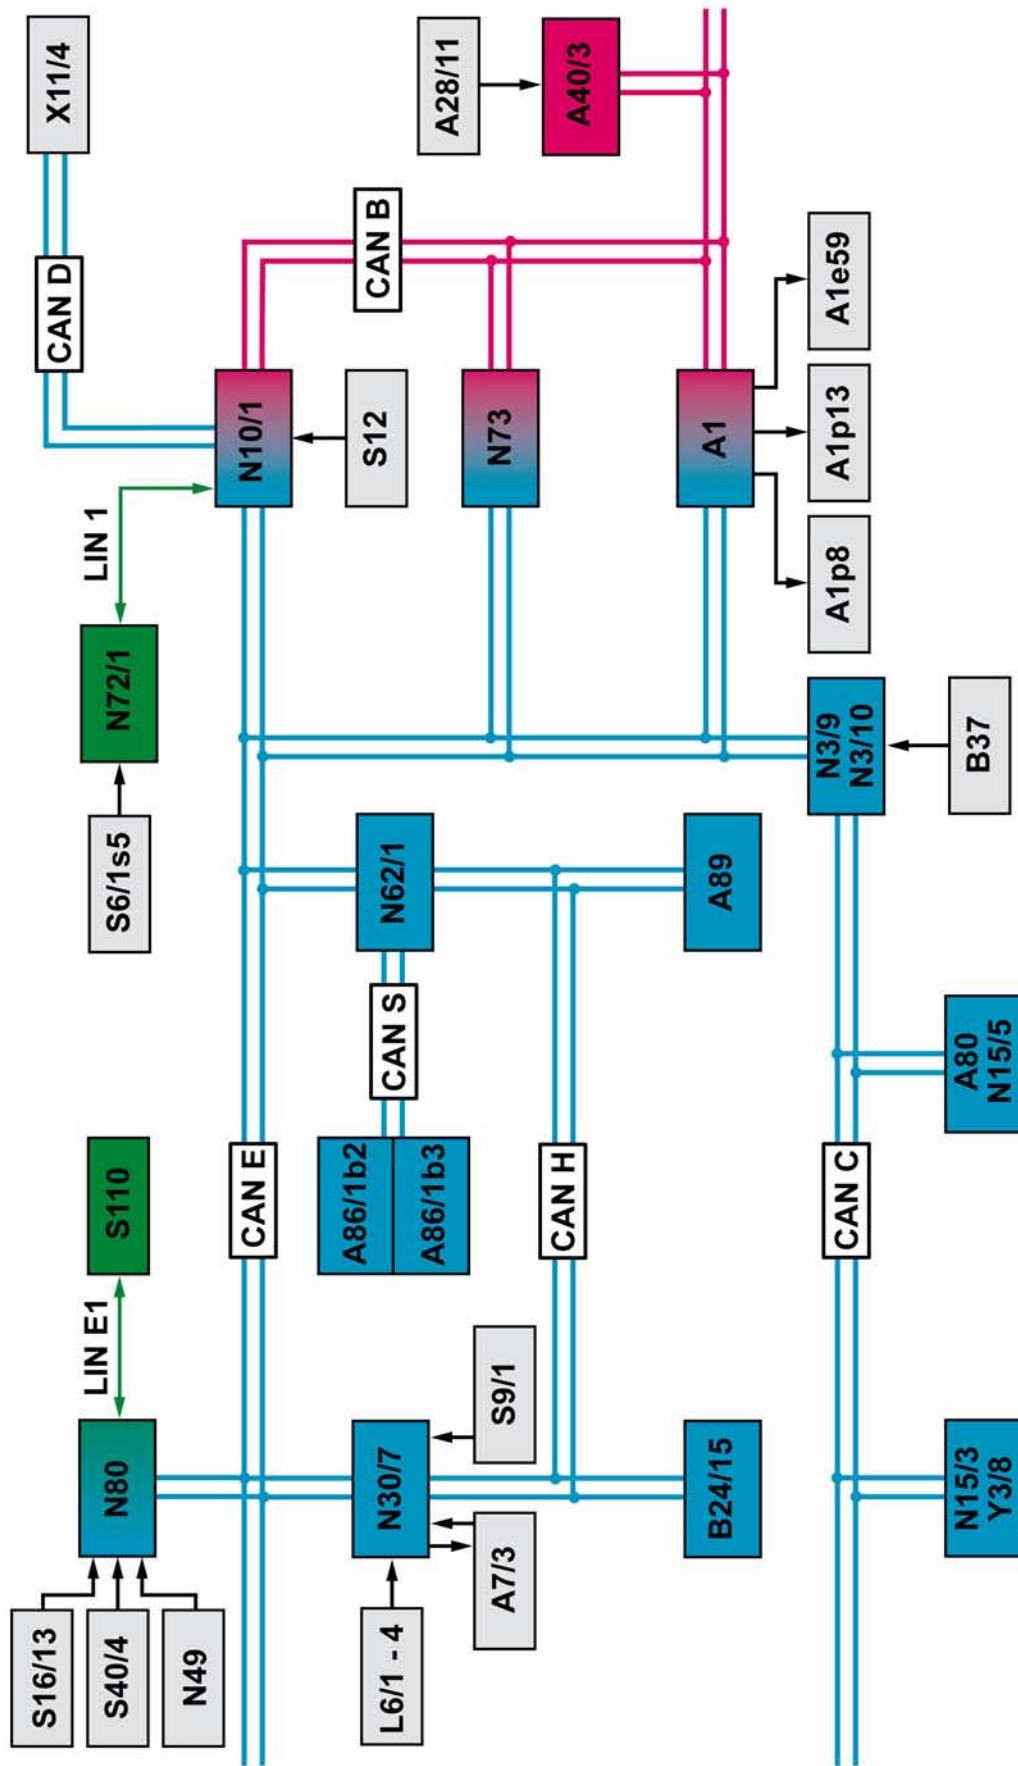 S16/13
S40/4
N49
N80
LIN E1
S110
S6/1s5
N72/1
LIN 1
CAN D
X11/4
CAN E
N10/1
S12
CAN B
A28/11
A40/3
L6/1 - 4
N30/7
A7/3
S9/1
A86/1b2
A86/1b3
CAN S
N62/1
N73
CAN H
B24/15
A89
A1
A1p8
A1p13
A1e59
CAN C
N3/9
N3/10
B37
N15/3
Y3/8
A80
N15/5